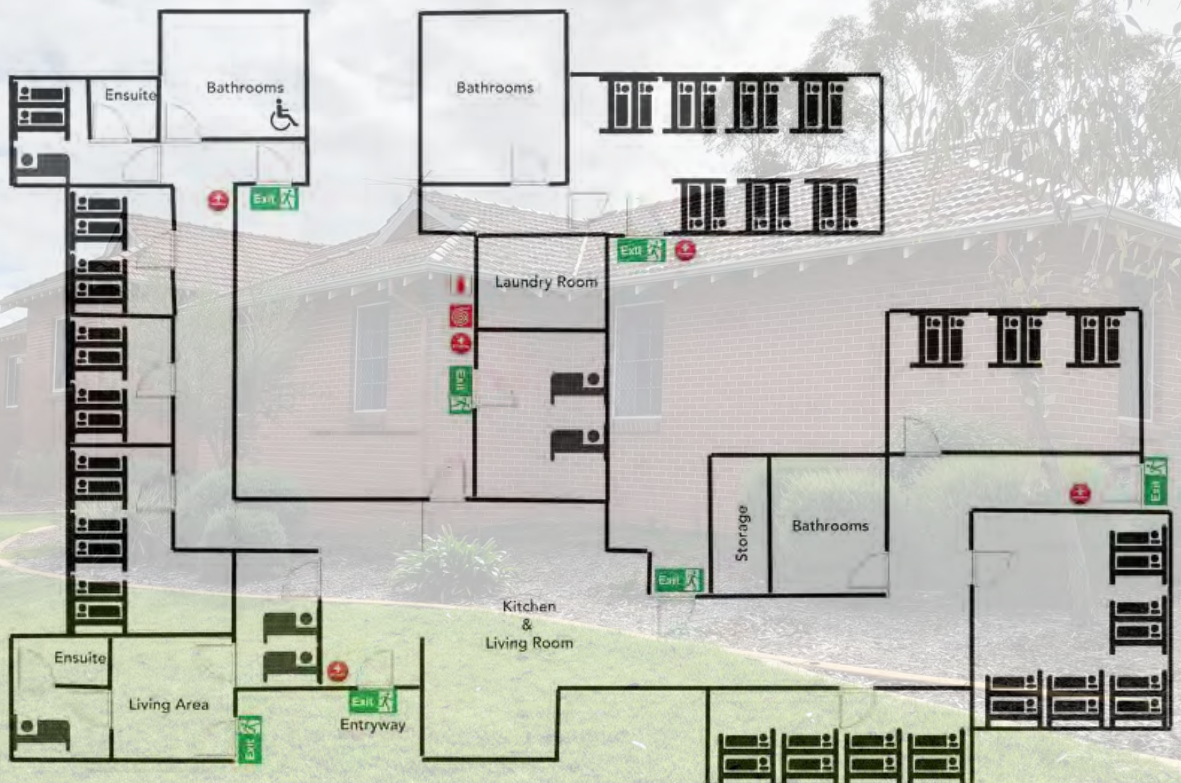 Ensuite
Bathrooms
Bathrooms
Exit
Exit
Laundry Room
Exit
Exit
Storage
Bathrooms
Exit
Kitchen
&
Living Room
Ensuite
Living Area
Exit
Entryway
Exit